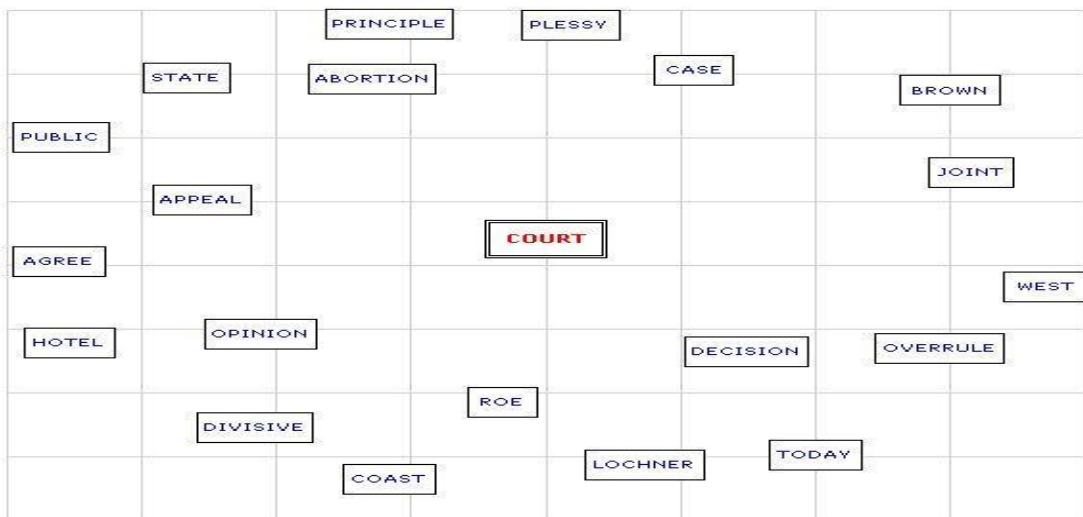 PRINCIPLE
PLESSY
CASE
STATE
ABORTION
BROWN
PUBLIC
JOINT
APPEAL
COURT
AGREE
WEST
HOTEL
OPINION
DECISION
OVERRULE
ROE
DIVISIVE
LOCHNER
TODAY
COAST